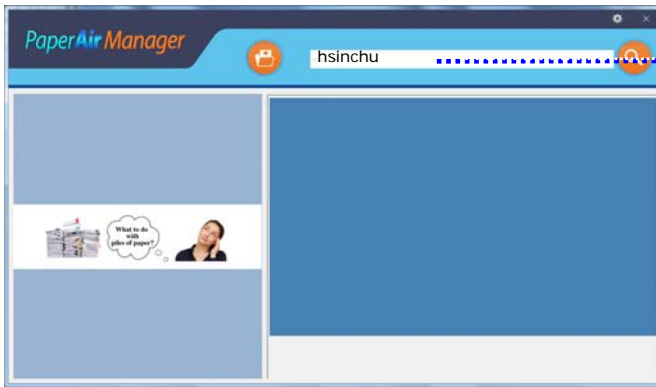 PaperAir Manager
hsinchu
What to do
with
piles of paper?